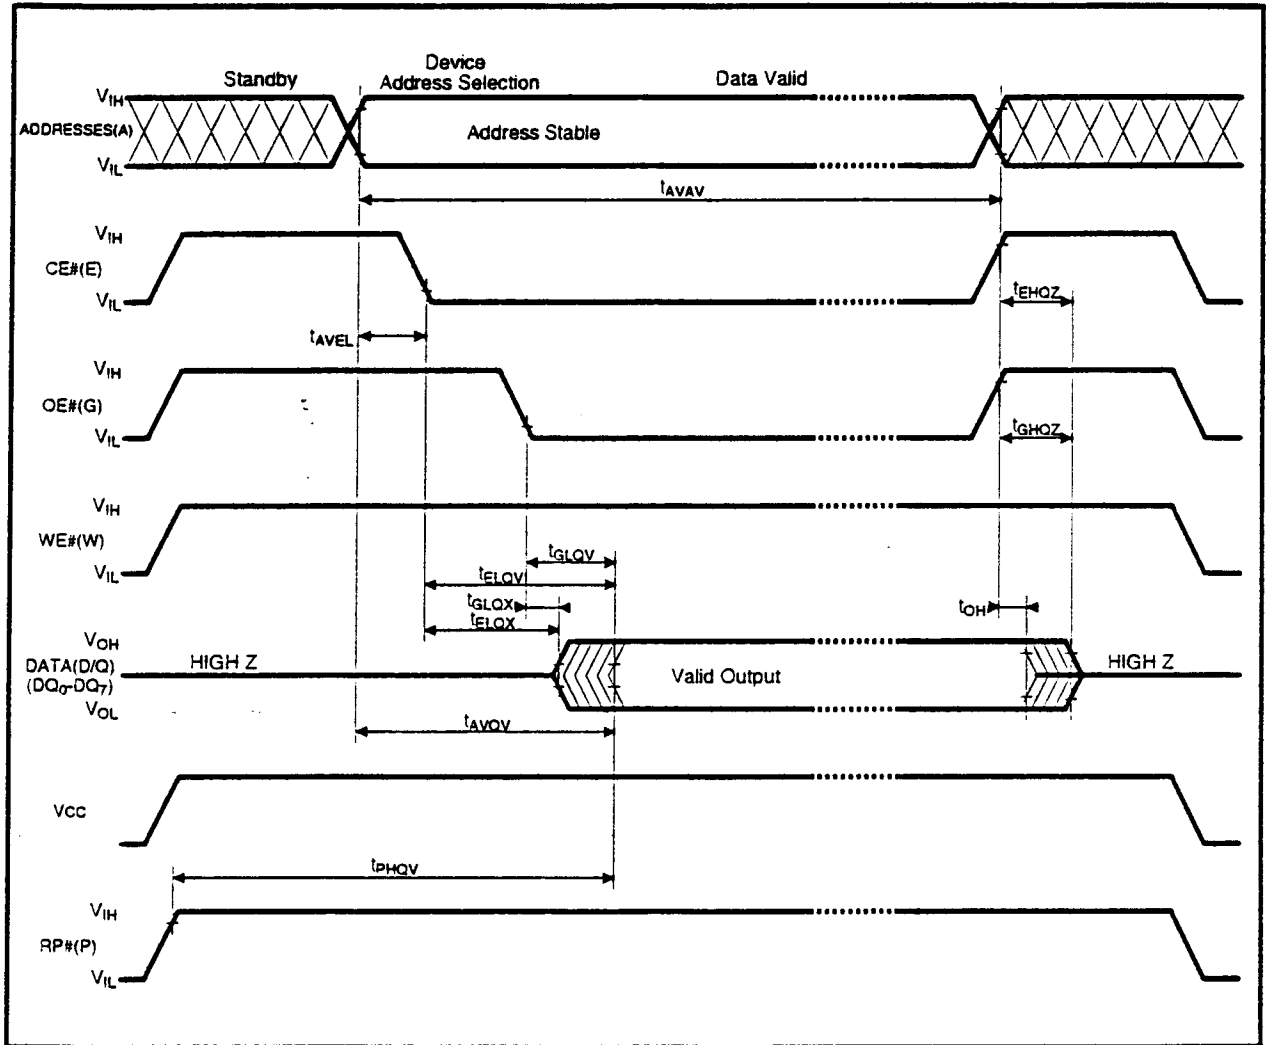 Standby
Device
Address Selection
Data Valid
VIH
ADDRESSES(A)
Address Stable
VIL
tAVAV
VIH
CE#(E)
VIL
tEHQZ
tAVEL
VIH
OE#(G)
VIL
tGHQZ
VIH
WE#(W)
VIL
tGLQV
tELQV
tGLQX
tELQX
tOH
VOH
DATA(D/Q)
(DQ0-DQ7)
VOL
HIGH Z
Valid Output
HIGH Z
tAVQV
VCC
tPHQV
VIH
RP#(P)
VIL